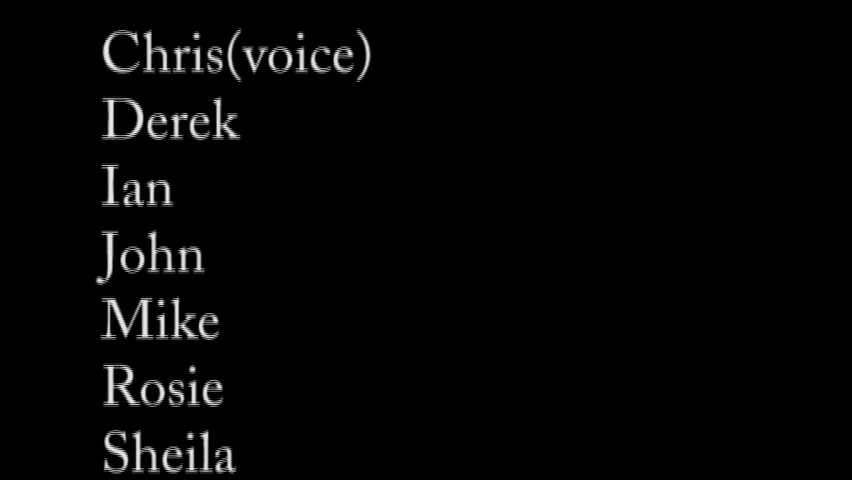 Chris(voice)
Derek
Ian
John
Mike
Rosie
Sheila